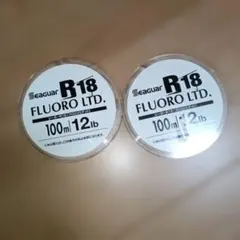 Seaguar R18
FLUORO LTD.
100m 12lb
Seaguar R18
FLUORO LTD.
100m 12lb